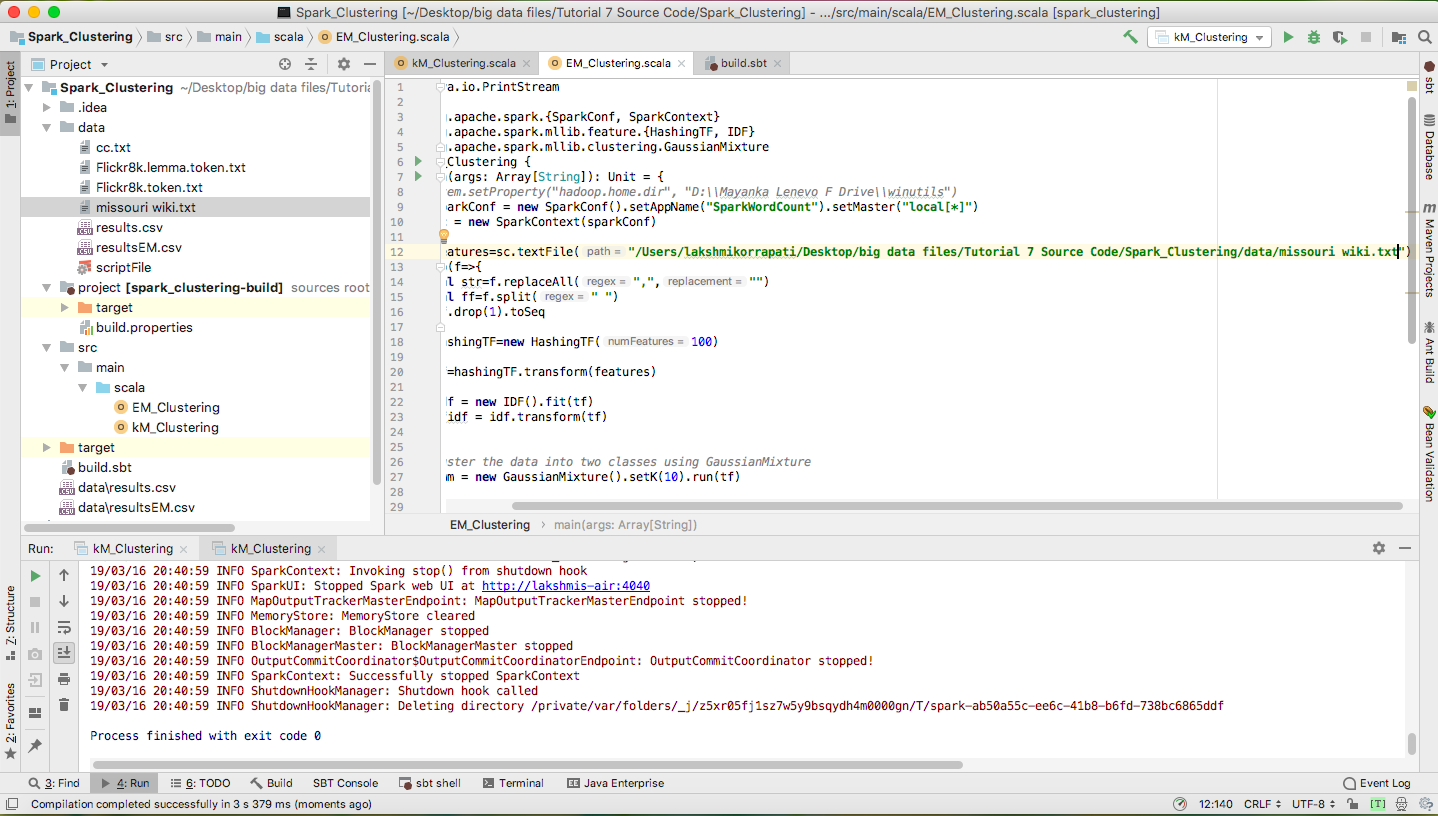 Spark_Clustering [~/Desktop/big data files/Tutorial 7 Source Code/Spark_Clustering] - .../src/main/scala/EM_Clustering.scala [spark_clustering]
Spark_Clustering src main scala EM_Clustering.scala kM_Clustering
Project kM_Clustering.scala EM_Clustering.scala build.sbt
1: Project
Spark_Clustering ~/Desktop/big data files/Tutoria
.idea
data
cc.txt
Flickr8k.lemma.token.txt
Flickr8k.token.txt
missouri wiki.txt
results.csv
resultsEM.csv
scriptFile
project [spark_clustering-build] sources root
target
build.properties
src
main
scala
EM_Clustering
kM_Clustering
target
build.sbt
data\results.csv
data\resultsEM.csv
1 a.io.PrintStream
2
3 .apache.spark.{SparkConf, SparkContext}
4 .apache.spark.mllib.feature.{HashingTF, IDF}
5 .apache.spark.mllib.clustering.GaussianMixture
6 Clustering {
7 (args: Array[String]): Unit = {
8 em.setProperty("hadoop.home.dir", "D:\\Mayanka Lenevo F Drive\\winutils")
9 parkConf = new SparkConf().setAppName("SparkWordCount").setMaster("local[*]")
10 = new SparkContext(sparkConf)
11
12 eatures=sc.textFile( path = "/Users/lakshmikorrapati/Desktop/big data files/Tutorial 7 Source Code/Spark_Clustering/data/missouri wiki.txt")
13 (f=>{
14 l str=f.replaceAll( regex = ",", replacement = "")
15 l ff=f.split( regex = " ")
16 .drop(1).toSeq
17
18 ashingTF=new HashingTF( numFeatures = 100)
19
20 =hashingTF.transform(features)
21
22 f = new IDF().fit(tf)
23 idf = idf.transform(tf)
24
25
26 uster the data into two classes using GaussianMixture
27 m = new GaussianMixture().setK(10).run(tf)
28
29
EM_Clustering main(args: Array[String])
sbt
Database
m Maven Projects
Ant Build
Bean Validation
Run: kM_Clustering kM_Clustering
19/03/16 20:40:59 INFO SparkContext: Invoking stop() from shutdown hook
19/03/16 20:40:59 INFO SparkUI: Stopped Spark web UI at http://lakshmis-air:4040
19/03/16 20:40:59 INFO MapOutputTrackerMasterEndpoint: MapOutputTrackerMasterEndpoint stopped!
19/03/16 20:40:59 INFO MemoryStore: MemoryStore cleared
19/03/16 20:40:59 INFO BlockManager: BlockManager stopped
19/03/16 20:40:59 INFO BlockManagerMaster: BlockManagerMaster stopped
19/03/16 20:40:59 INFO OutputCommitCoordinator$OutputCommitCoordinatorEndpoint: OutputCommitCoordinator stopped!
19/03/16 20:40:59 INFO SparkContext: Successfully stopped SparkContext
19/03/16 20:40:59 INFO ShutdownHookManager: Shutdown hook called
19/03/16 20:40:59 INFO ShutdownHookManager: Deleting directory /private/var/folders/_j/z5xr05fj1sz7w5y9bsqydh4m0000gn/T/spark-ab50a55c-ee6c-41b8-b6fd-738bc6865ddf
Process finished with exit code 0
7: Structure
2: Favorites
3: Find 4: Run 6: TODO Build SBT Console sbt shell Terminal Java Enterprise Event Log
Compilation completed successfully in 3 s 379 ms (moments ago) 12:140 CRLF UTF-8 [T]